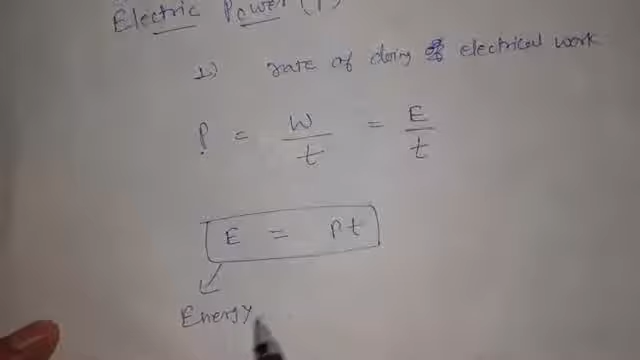 Electric Power (P)
1) rate of doing electrical work
P = W/t = E/t
E = Pt
Energy